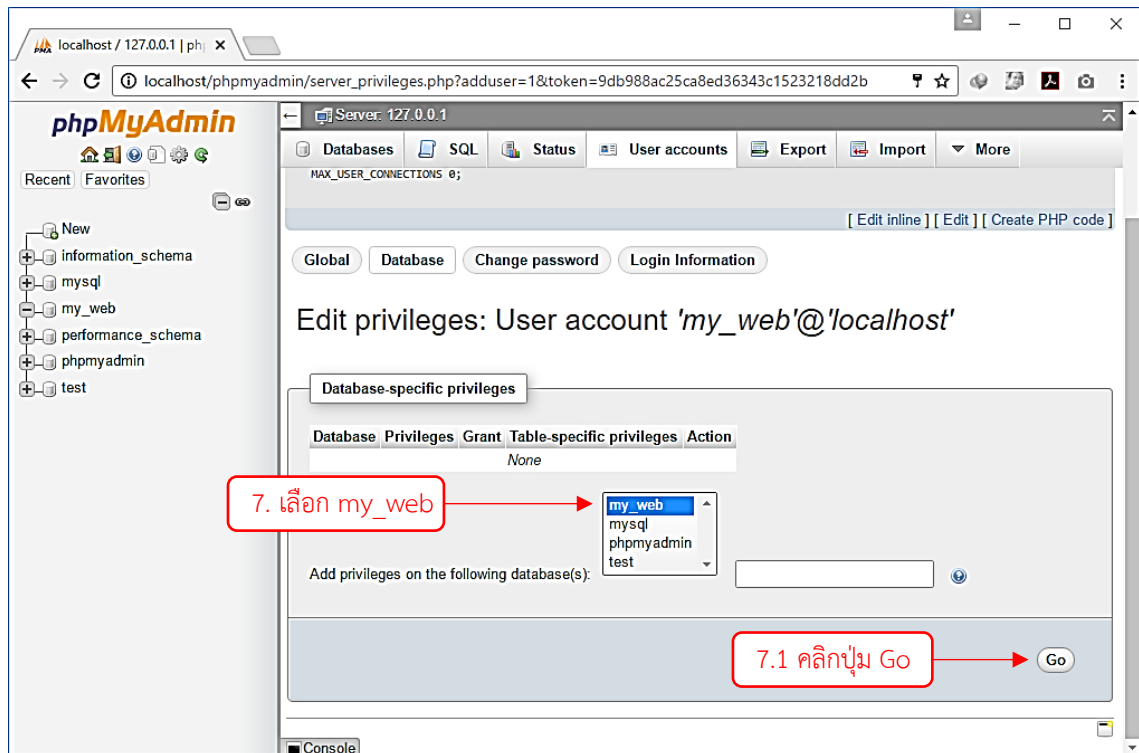 localhost / 127.0.0.1 | ph
localhost/phpmyadmin/server_privileges.php?adduser=1&token=9db988ac25ca8ed36343c1523218dd2b
phpMyAdmin
Recent Favorites
New
information_schema
mysql
my_web
performance_schema
phpmyadmin
test
Server: 127.0.0.1
Databases SQL Status User accounts Export Import More
MAX_USER_CONNECTIONS 0;
[ Edit inline ] [ Edit ] [ Create PHP code ]
Global Database Change password Login Information
Edit privileges: User account 'my_web'@'localhost'
Database-specific privileges
Database Privileges Grant Table-specific privileges Action
None
7. เลือก my_web
my_web
mysql
phpmyadmin
test
Add privileges on the following database(s):
7.1 คลิกปุ่ม Go
Go
Console